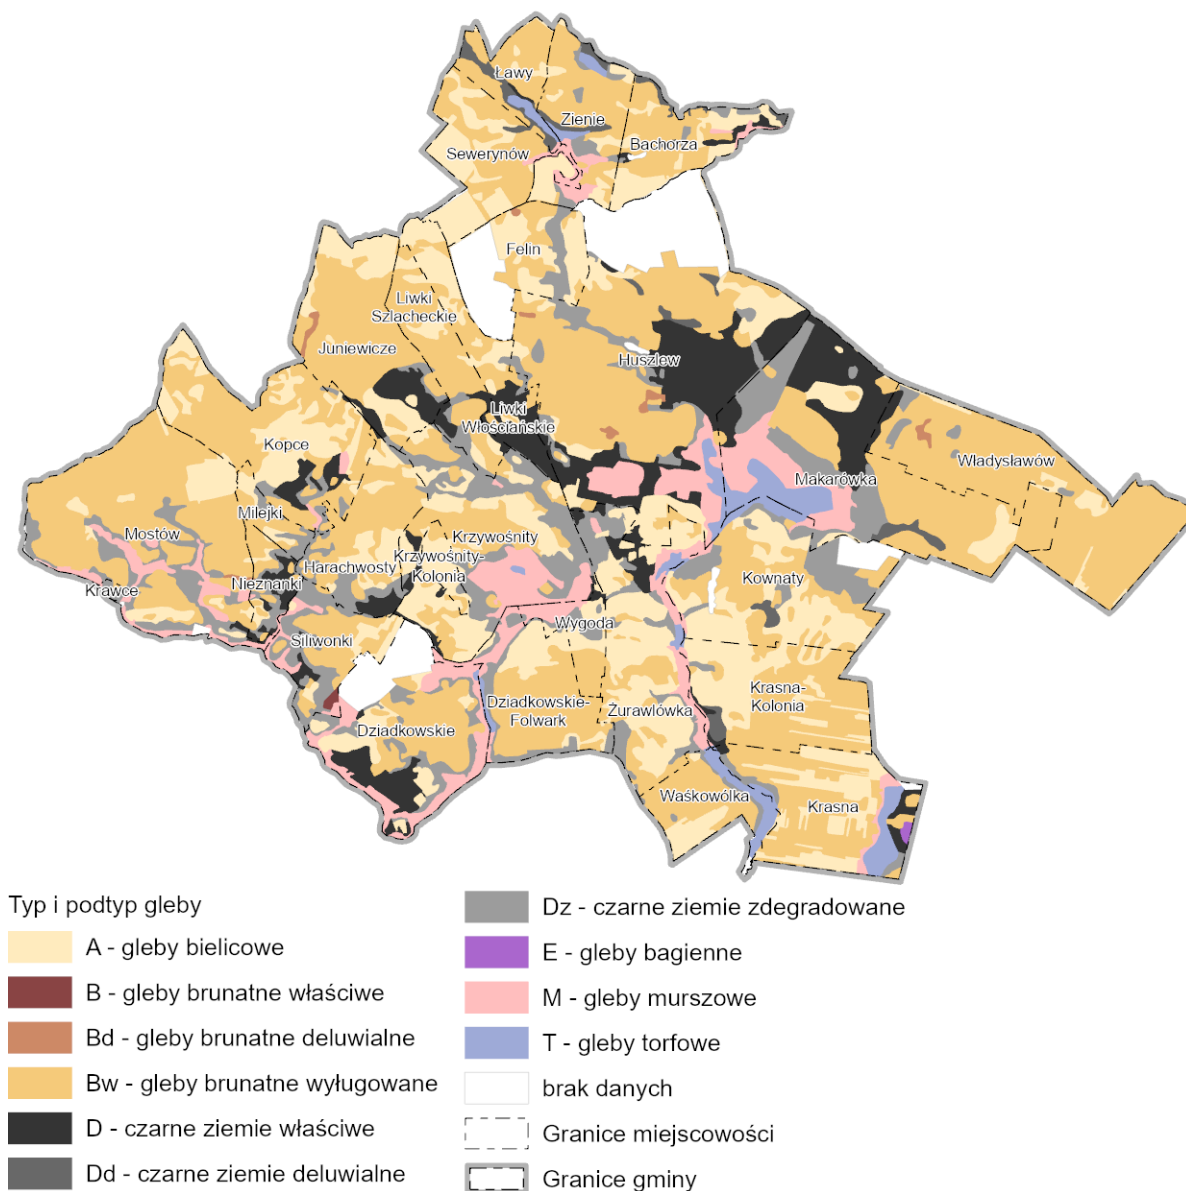 Ławy
Zienie
Bachorza
Sewerynów
Felin
Liwki
Szlacheckie
Juniewicze
Huszlew
Liwki
Włościańskie
Kopce
Władysławów
Makarówka
Milejki
Mostów
Krzywośnity
Harachwosty
Krzywośnity-
Kolonia
Kownaty
Nieznanki
Krawce
Wygoda
Siliwonki
Krasna-
Kolonia
Dziadkowskie-
Folwark
Żurawlówka
Dziadkowskie
Waśkowólka
Krasna
Typ i podtyp gleby
A - gleby bielicowe
B - gleby brunatne właściwe
Bd - gleby brunatne deluwialne
Bw - gleby brunatne wyługowane
D - czarne ziemie właściwe
Dd - czarne ziemie deluwialne
Dz - czarne ziemie zdegradowane
E - gleby bagienne
M - gleby murszowe
T - gleby torfowe
brak danych
Granice miejscowości
Granice gminy